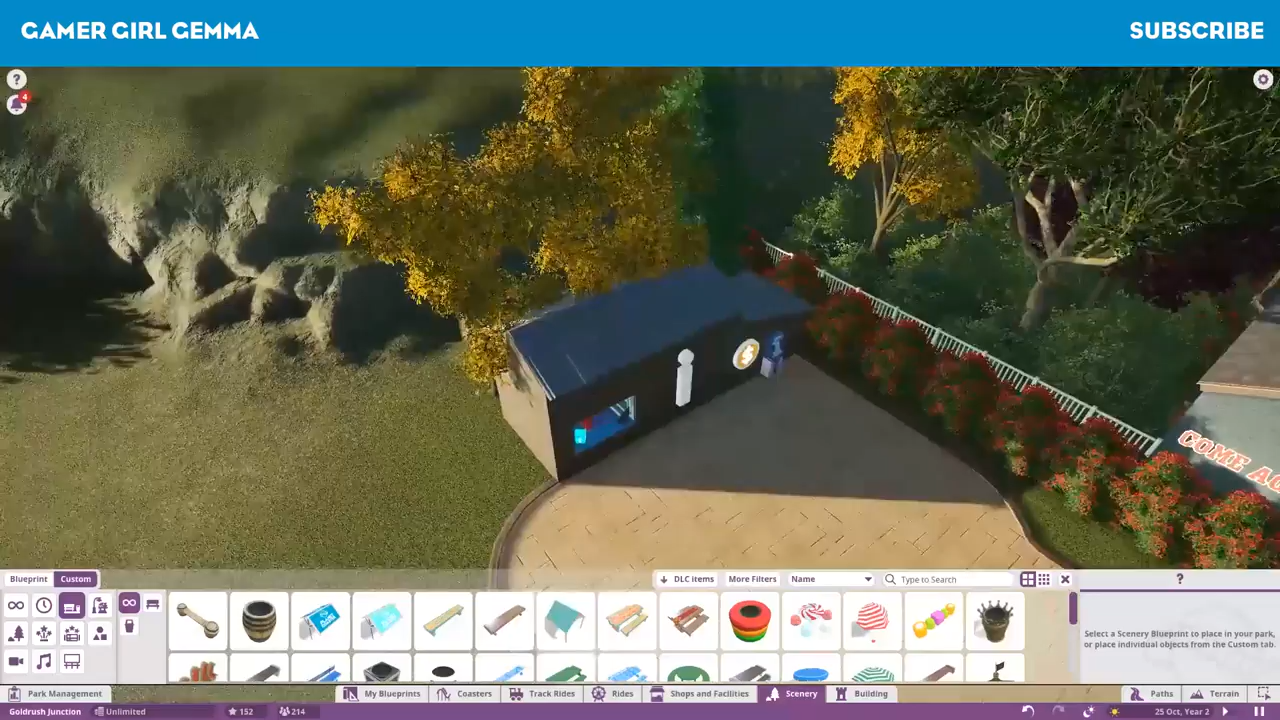 GAMER GIRL GEMMA
SUBSCRIBE
?
4
$
COME A
Blueprint
Custom
DLC items
More Filters
Name
Type to Search
?
Select a Scenery Blueprint to place in your park,
or place individual objects from the Custom tab.
Park Management
My Blueprints
Coasters
Track Rides
Rides
Shops and Facilities
Scenery
Building
Paths
Terrain
Goldrush Junction
Unlimited
152
214
25 Oct, Year 2